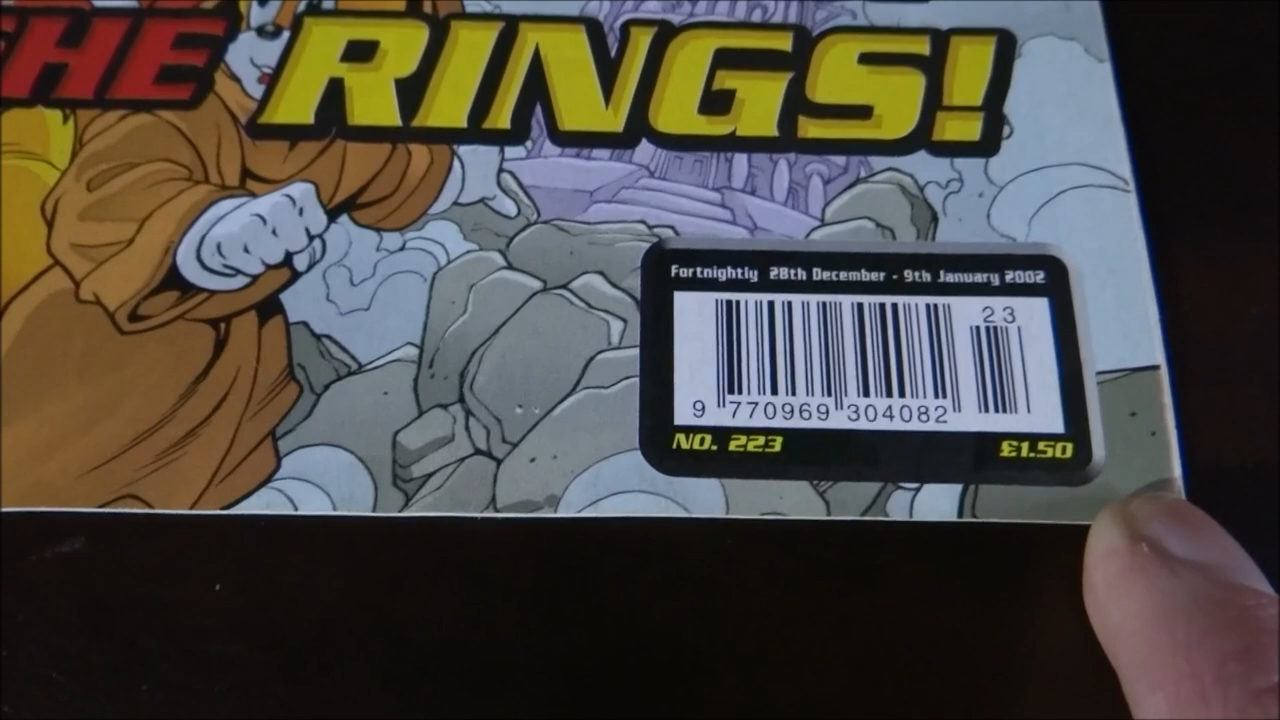 HE RINGS!
Fortnightly 28th December - 9th January 2002
23
9 770969 304082
NO. 223 £1.50